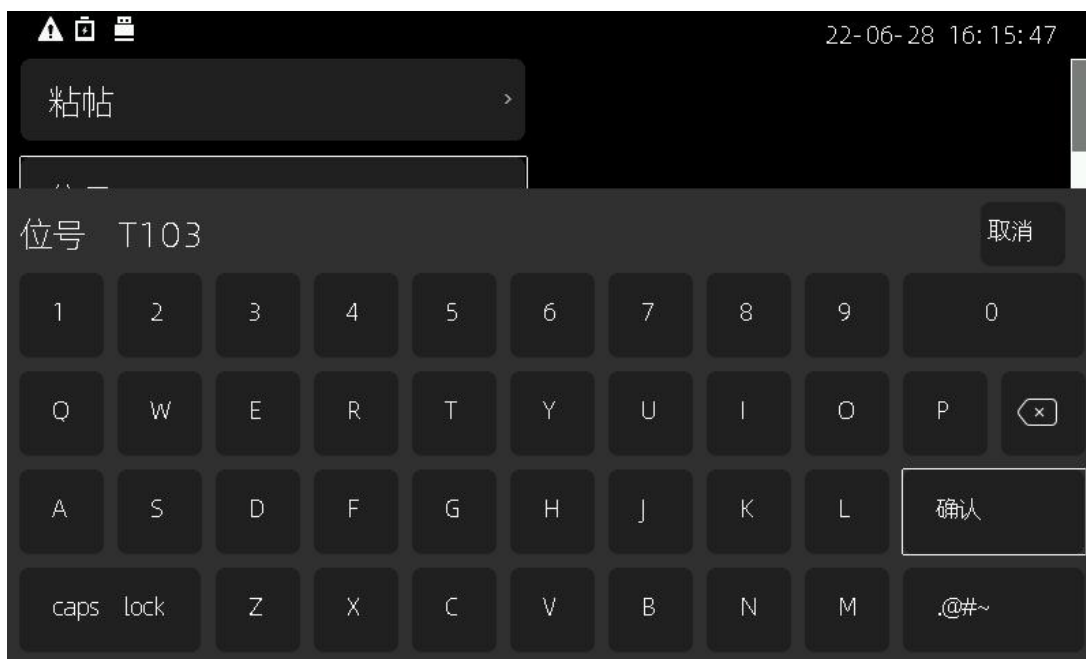 22-06-28 16:15:47
粘帖
位号 T103 取消
1 2 3 4 5 6 7 8 9 0
Q W E R T Y U I O P
A S D F G H J K L 确认
caps lock Z X C V B N M .@#~